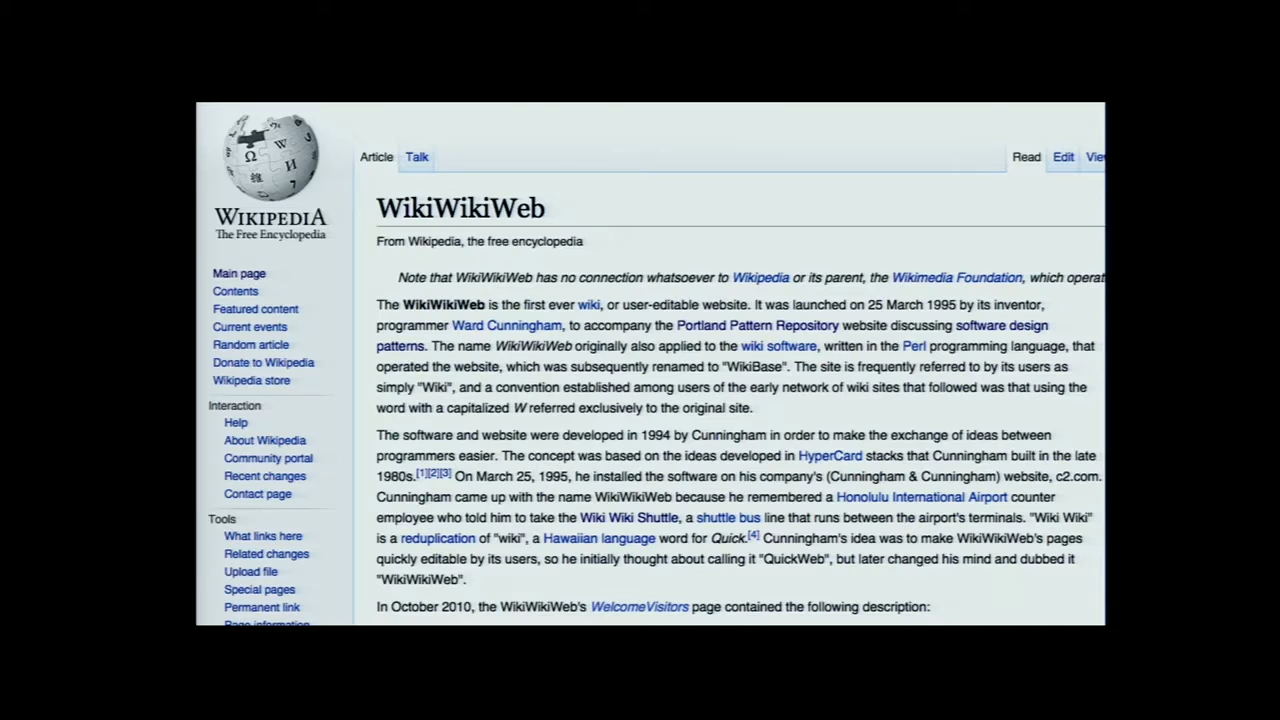 WIKIPEDIA
The Free Encyclopedia
Main page
Contents
Featured content
Current events
Random article
Donate to Wikipedia
Wikipedia store
Interaction
Help
About Wikipedia
Community portal
Recent changes
Contact page
Tools
What links here
Related changes
Upload file
Special pages
Permanent link
Page information
Article Talk Read Edit
WikiWikiWeb
From Wikipedia, the free encyclopedia
Note that WikiWikiWeb has no connection whatsoever to Wikipedia or its parent, the Wikimedia Foundation, which
The WikiWikiWeb is the first ever wiki, or user-editable website. It was launched on 25 March 1995 by its inventor,
programmer Ward Cunningham, to accompany the Portland Pattern Repository website discussing software design
patterns. The name WikiWikiWeb originally also applied to the wiki software, written in the Perl programming language, that
operated the website, which was subsequently renamed to "WikiBase". The site is frequently referred to by its users as
simply "Wiki", and a convention established among users of the early network of wiki sites that followed was that using the
word with a capitalized W referred exclusively to the original site.
The software and website were developed in 1994 by Cunningham in order to make the exchange of ideas between
programmers easier. The concept was based on the ideas developed in HyperCard stacks that Cunningham built in the late
1980s.[1][2][3] On March 25, 1995, he installed the software on his company's (Cunningham & Cunningham) website, c2.com.
Cunningham came up with the name WikiWikiWeb because he remembered a Honolulu International Airport counter
employee who told him to take the Wiki Wiki Shuttle, a shuttle bus line that runs between the airport's terminals. "Wiki Wiki"
is a reduplication of "wiki", a Hawaiian language word for Quick.[4] Cunningham's idea was to make WikiWikiWeb's pages
quickly editable by its users, so he initially thought about calling it "QuickWeb", but later changed his mind and dubbed it
"WikiWikiWeb".
In October 2010, the WikiWikiWeb's WelcomeVisitors page contained the following description: